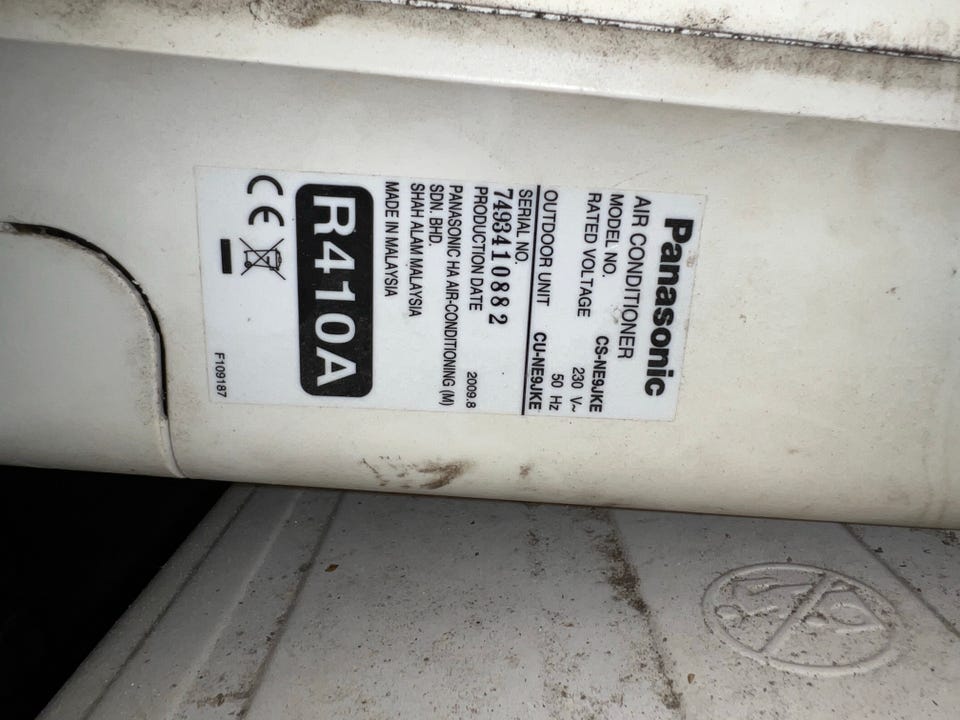 Panasonic
AIR CONDITIONER
MODEL NO. CS-NE9JKE
RATED VOLTAGE 230 V~
50 Hz
OUTDOOR UNIT CU-NE9JKE
SERIAL NO.
7493410882
PRODUCTION DATE 2009.8
PANASONIC HA AIR-CONDITIONING (M)
SDN. BHD.
SHAH ALAM MALAYSIA
MADE IN MALAYSIA
R410A
CE
F109187